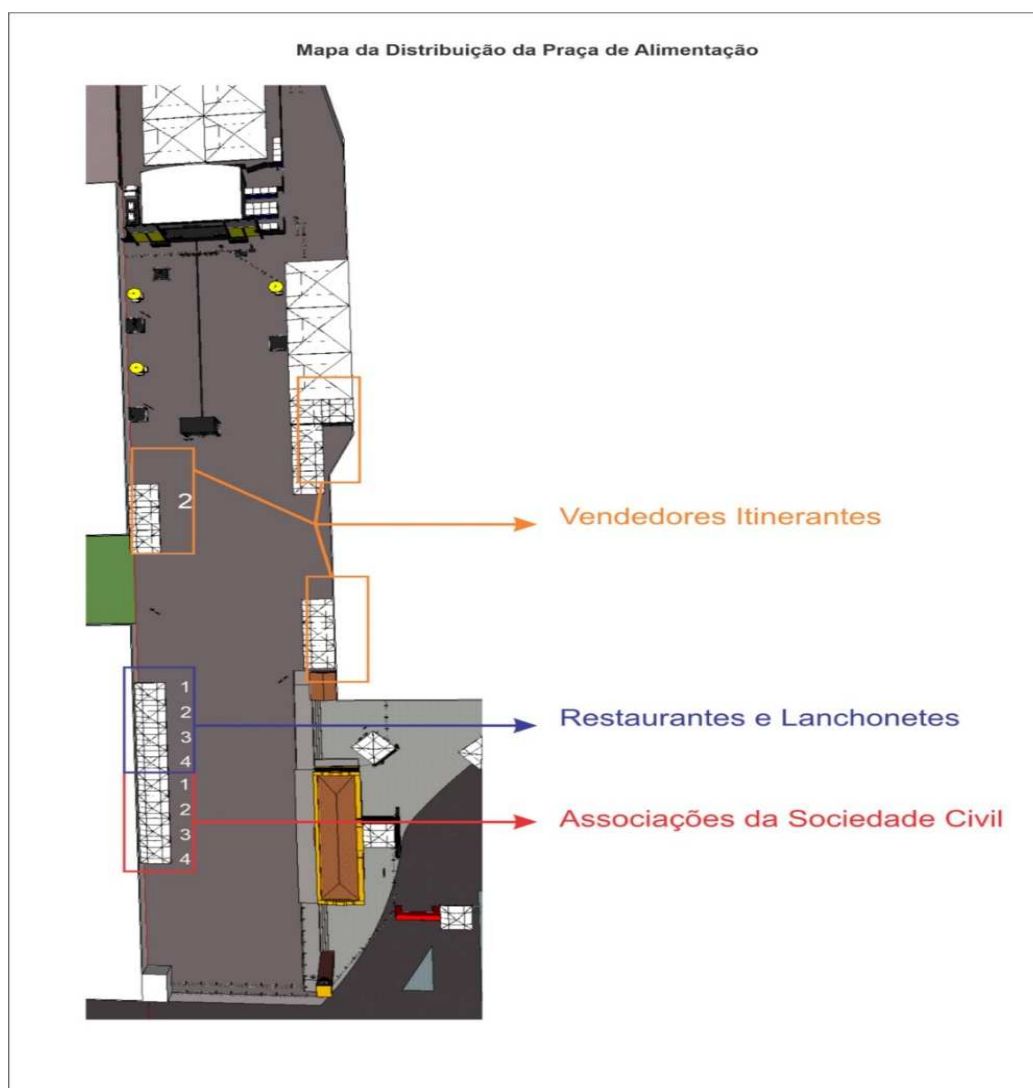 Mapa da Distribuição da Praça de Alimentação
2
Vendedores Itinerantes
1
2
3
4
Restaurantes e Lanchonetes
1
2
3
4
Associações da Sociedade Civil